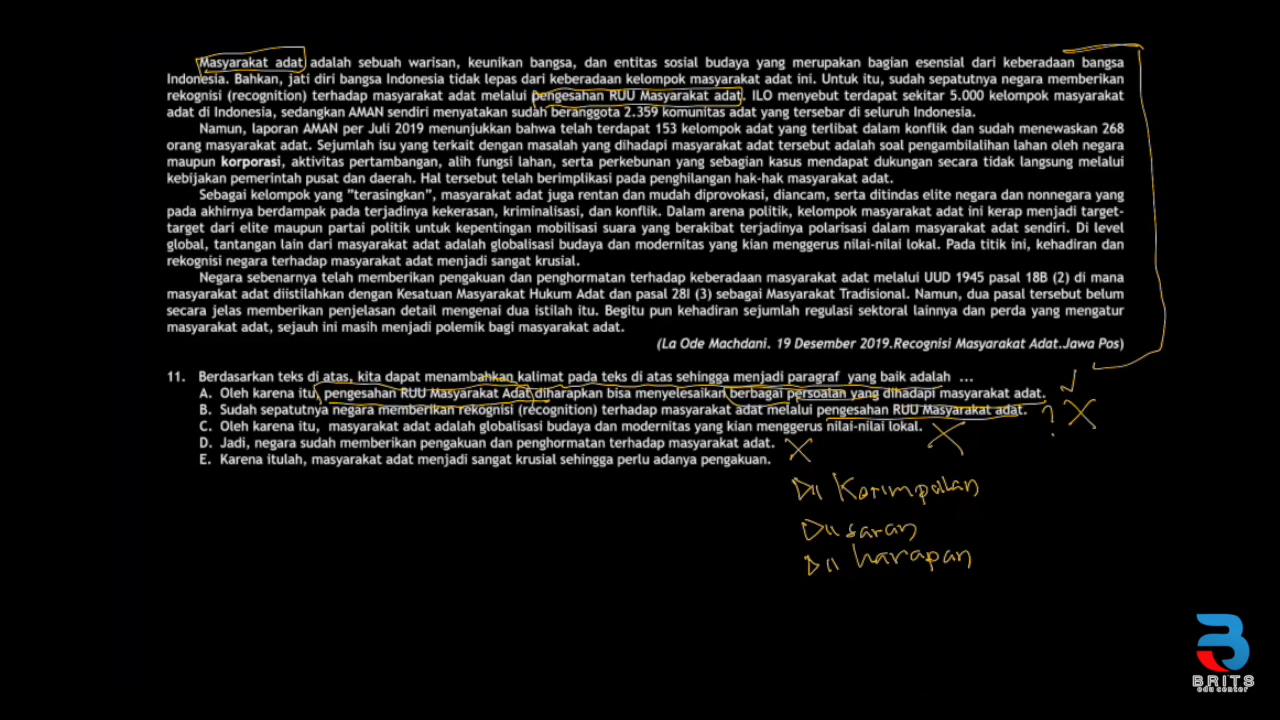 Masyarakat adat adalah sebuah warisan, keunikan bangsa, dan entitas sosial budaya yang merupakan bagian esensial dari keberadaan bangsa
Indonesia. Bahkan, jati diri bangsa Indonesia tidak lepas dari keberadaan kelompok masyarakat adat ini. Untuk itu, sudah sepatutnya negara memberikan
rekognisi (recognition) terhadap masyarakat adat melalui pengesahan RUU Masyarakat adat. ILO menyebut terdapat sekitar 5.000 kelompok masyarakat
adat di Indonesia, sedangkan AMAN sendiri menyatakan sudah beranggota 2.359 komunitas adat yang tersebar di seluruh Indonesia.
Namun, laporan AMAN per Juli 2019 menunjukkan bahwa telah terdapat 153 kelompok adat yang terlibat dalam konflik dan sudah menewaskan 268
orang masyarakat adat. Sejumlah isu yang terkait dengan masalah yang dihadapi masyarakat adat tersebut adalah soal pengambilalihan lahan oleh negara
maupun korporasi, aktivitas pertambangan, alih fungsi lahan, serta perkebunan yang sebagian kasus mendapat dukungan secara tidak langsung melalui
kebijakan pemerintah pusat dan daerah. Hal tersebut telah berimplikasi pada penghilangan hak-hak masyarakat adat.
Sebagai kelompok yang "terasingkan", masyarakat adat juga rentan dan mudah diprovokasi, diancam, serta ditindas elite negara dan nonnegara yang
pada akhirnya berdampak pada terjadinya kekerasan, kriminalisasi, dan konflik. Dalam arena politik, kelompok masyarakat adat ini kerap menjadi target-
target dari elite maupun partai politik untuk kepentingan mobilisasi suara yang berakibat terjadinya polarisasi dalam masyarakat adat sendiri. Di level
global, tantangan lain dari masyarakat adat adalah globalisasi budaya dan modernitas yang kian menggerus nilai-nilai lokal. Pada titik ini, kehadiran dan
rekognisi negara terhadap masyarakat adat menjadi sangat krusial.
Negara sebenarnya telah memberikan pengakuan dan penghormatan terhadap keberadaan masyarakat adat melalui UUD 1945 pasal 18B (2) di mana
masyarakat adat diistilahkan dengan Kesatuan Masyarakat Hukum Adat dan pasal 28I (3) sebagai Masyarakat Tradisional. Namun, dua pasal tersebut belum
secara jelas memberikan penjelasan detail mengenai dua istilah itu. Begitu pun kehadiran sejumlah regulasi sektoral lainnya dan perda yang mengatur
masyarakat adat, sejauh ini masih menjadi polemik bagi masyarakat adat.
(La Ode Machdani. 19 Desember 2019.Recognisi Masyarakat Adat.Jawa Pos)
11. Berdasarkan teks di atas, kita dapat menambahkan kalimat pada teks di atas sehingga menjadi paragraf yang baik adalah ...
A. Oleh karena itu, pengesahan RUU Masyarakat Adat diharapkan bisa menyelesaikan berbagai persoalan yang dihadapi masyarakat adat.
B. Sudah sepatutnya negara memberikan rekognisi (recognition) terhadap masyarakat adat melalui pengesahan RUU Masyarakat adat. ?
C. Oleh karena itu, masyarakat adat adalah globalisasi budaya dan modernitas yang kian menggerus nilai-nilai lokal.
D. Jadi, negara sudah memberikan pengakuan dan penghormatan terhadap masyarakat adat.
E. Karena itulah, masyarakat adat menjadi sangat krusial sehingga perlu adanya pengakuan.
saran
harapan
BRITS
edu center